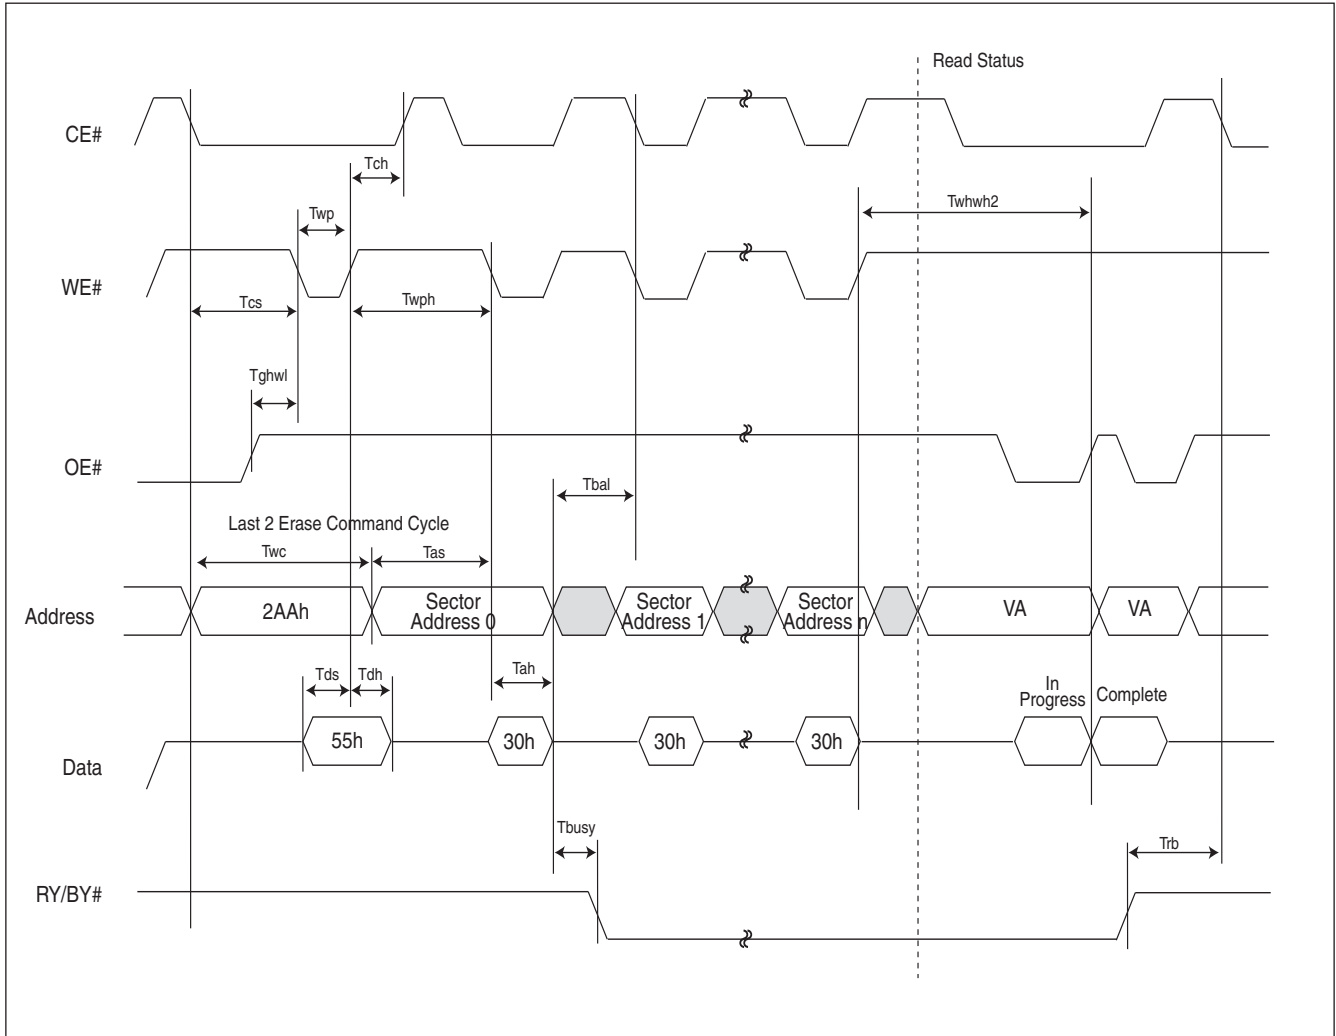 Read Status
CE#
Tch
Twhwh2
Twp
WE#
Tcs
Twph
Tghwl
OE#
Tbal
Last 2 Erase Command Cycle
Twc
Tas
Address
2AAh
Sector
Address 0
Sector
Address 1
Sector
Address n
VA
VA
Tds
Tdh
Tah
In
Progress
Complete
55h
30h
30h
30h
Data
Tbusy
Trb
RY/BY#